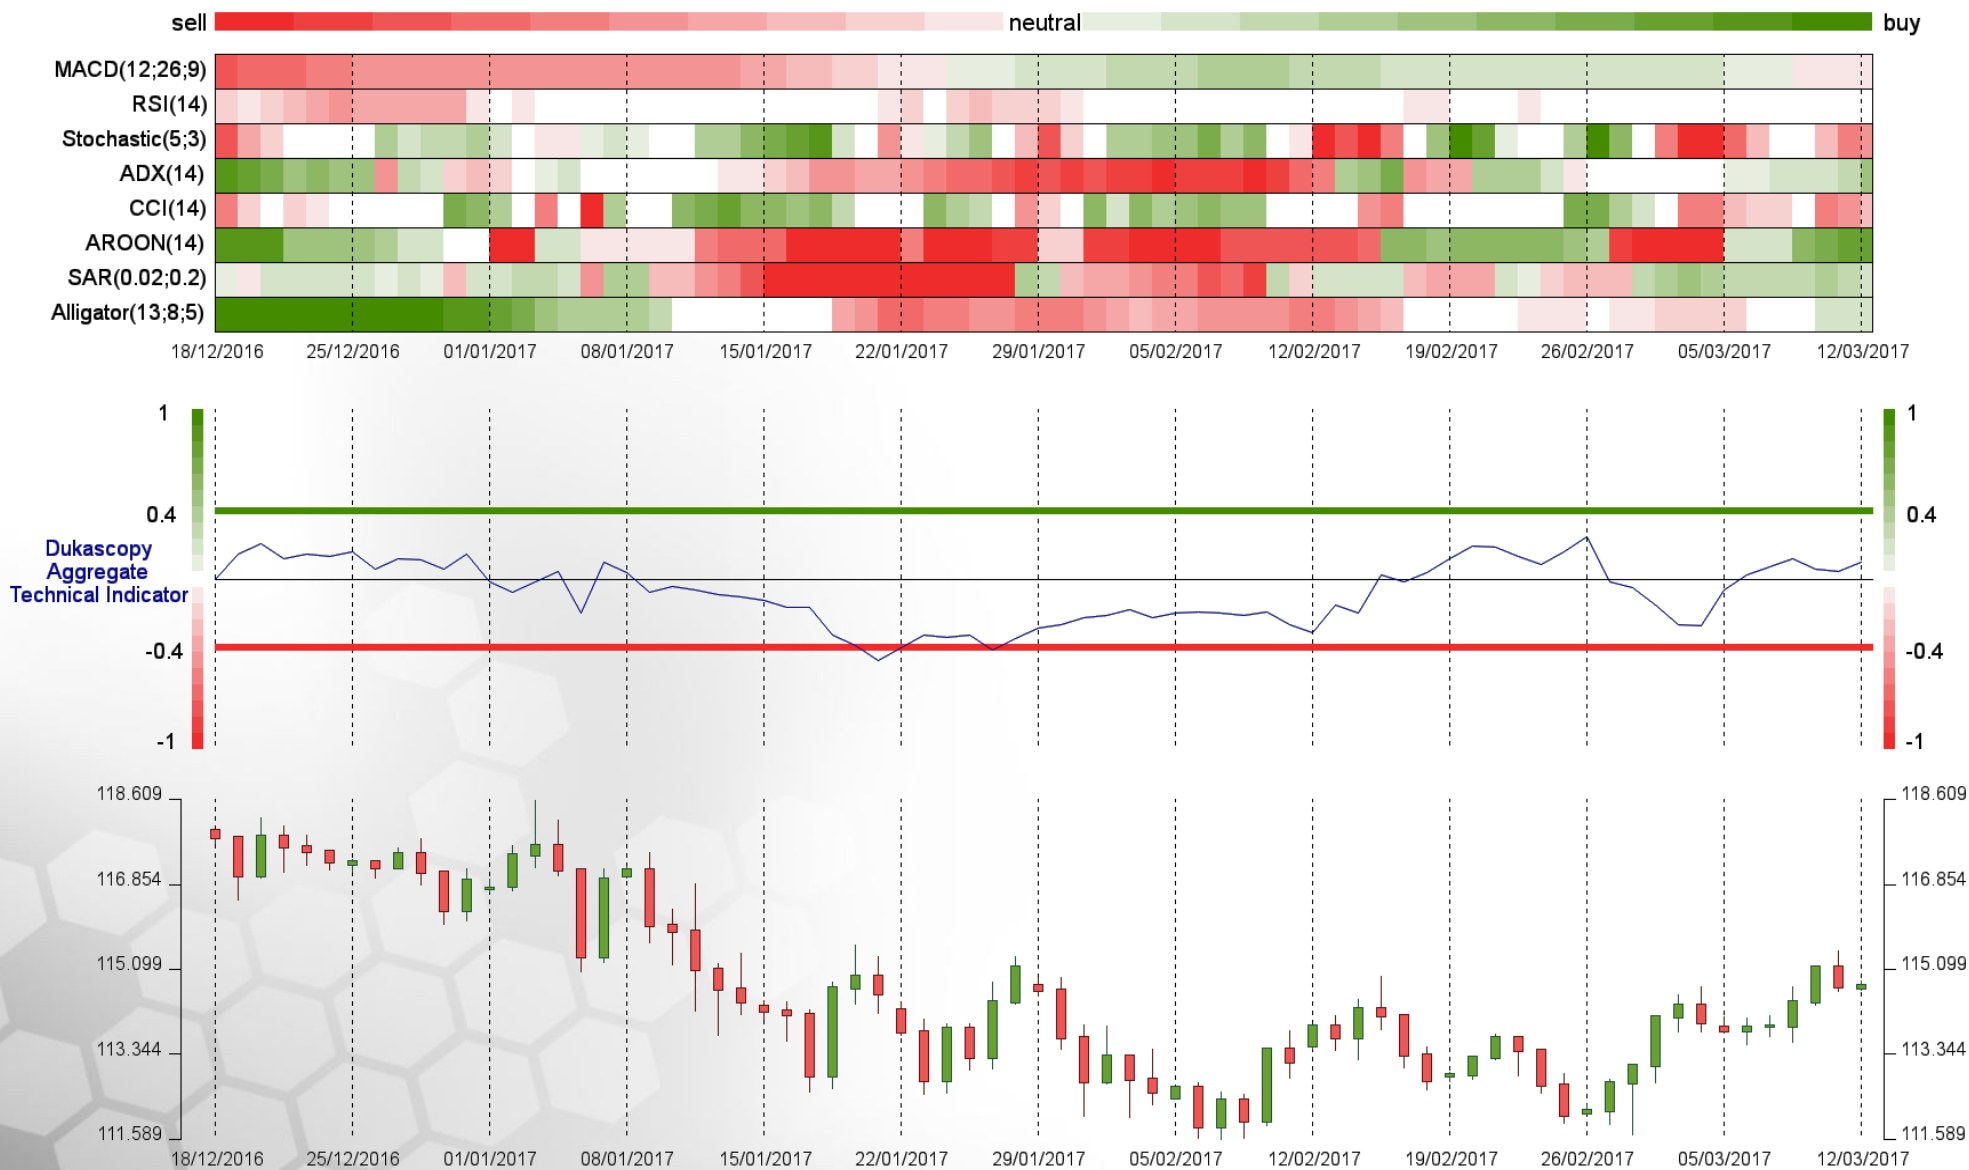 sell neutral buy
MACD(12;26;9)
RSI(14)
Stochastic(5;3)
ADX(14)
CCI(14)
AROON(14)
SAR(0.02;0.2)
Alligator(13;8;5)
18/12/2016 25/12/2016 01/01/2017 08/01/2017 15/01/2017 22/01/2017 29/01/2017 05/02/2017 12/02/2017 19/02/2017 26/02/2017 05/03/2017 12/03/2017
1 1
0.4 0.4
Dukascopy
Aggregate
Technical Indicator
-0.4 -0.4
-1 -1
118.609 118.609
116.854 116.854
115.099 115.099
113.344 113.344
111.589 111.589
18/12/2016 25/12/2016 01/01/2017 08/01/2017 15/01/2017 22/01/2017 29/01/2017 05/02/2017 12/02/2017 19/02/2017 26/02/2017 05/03/2017 12/03/2017